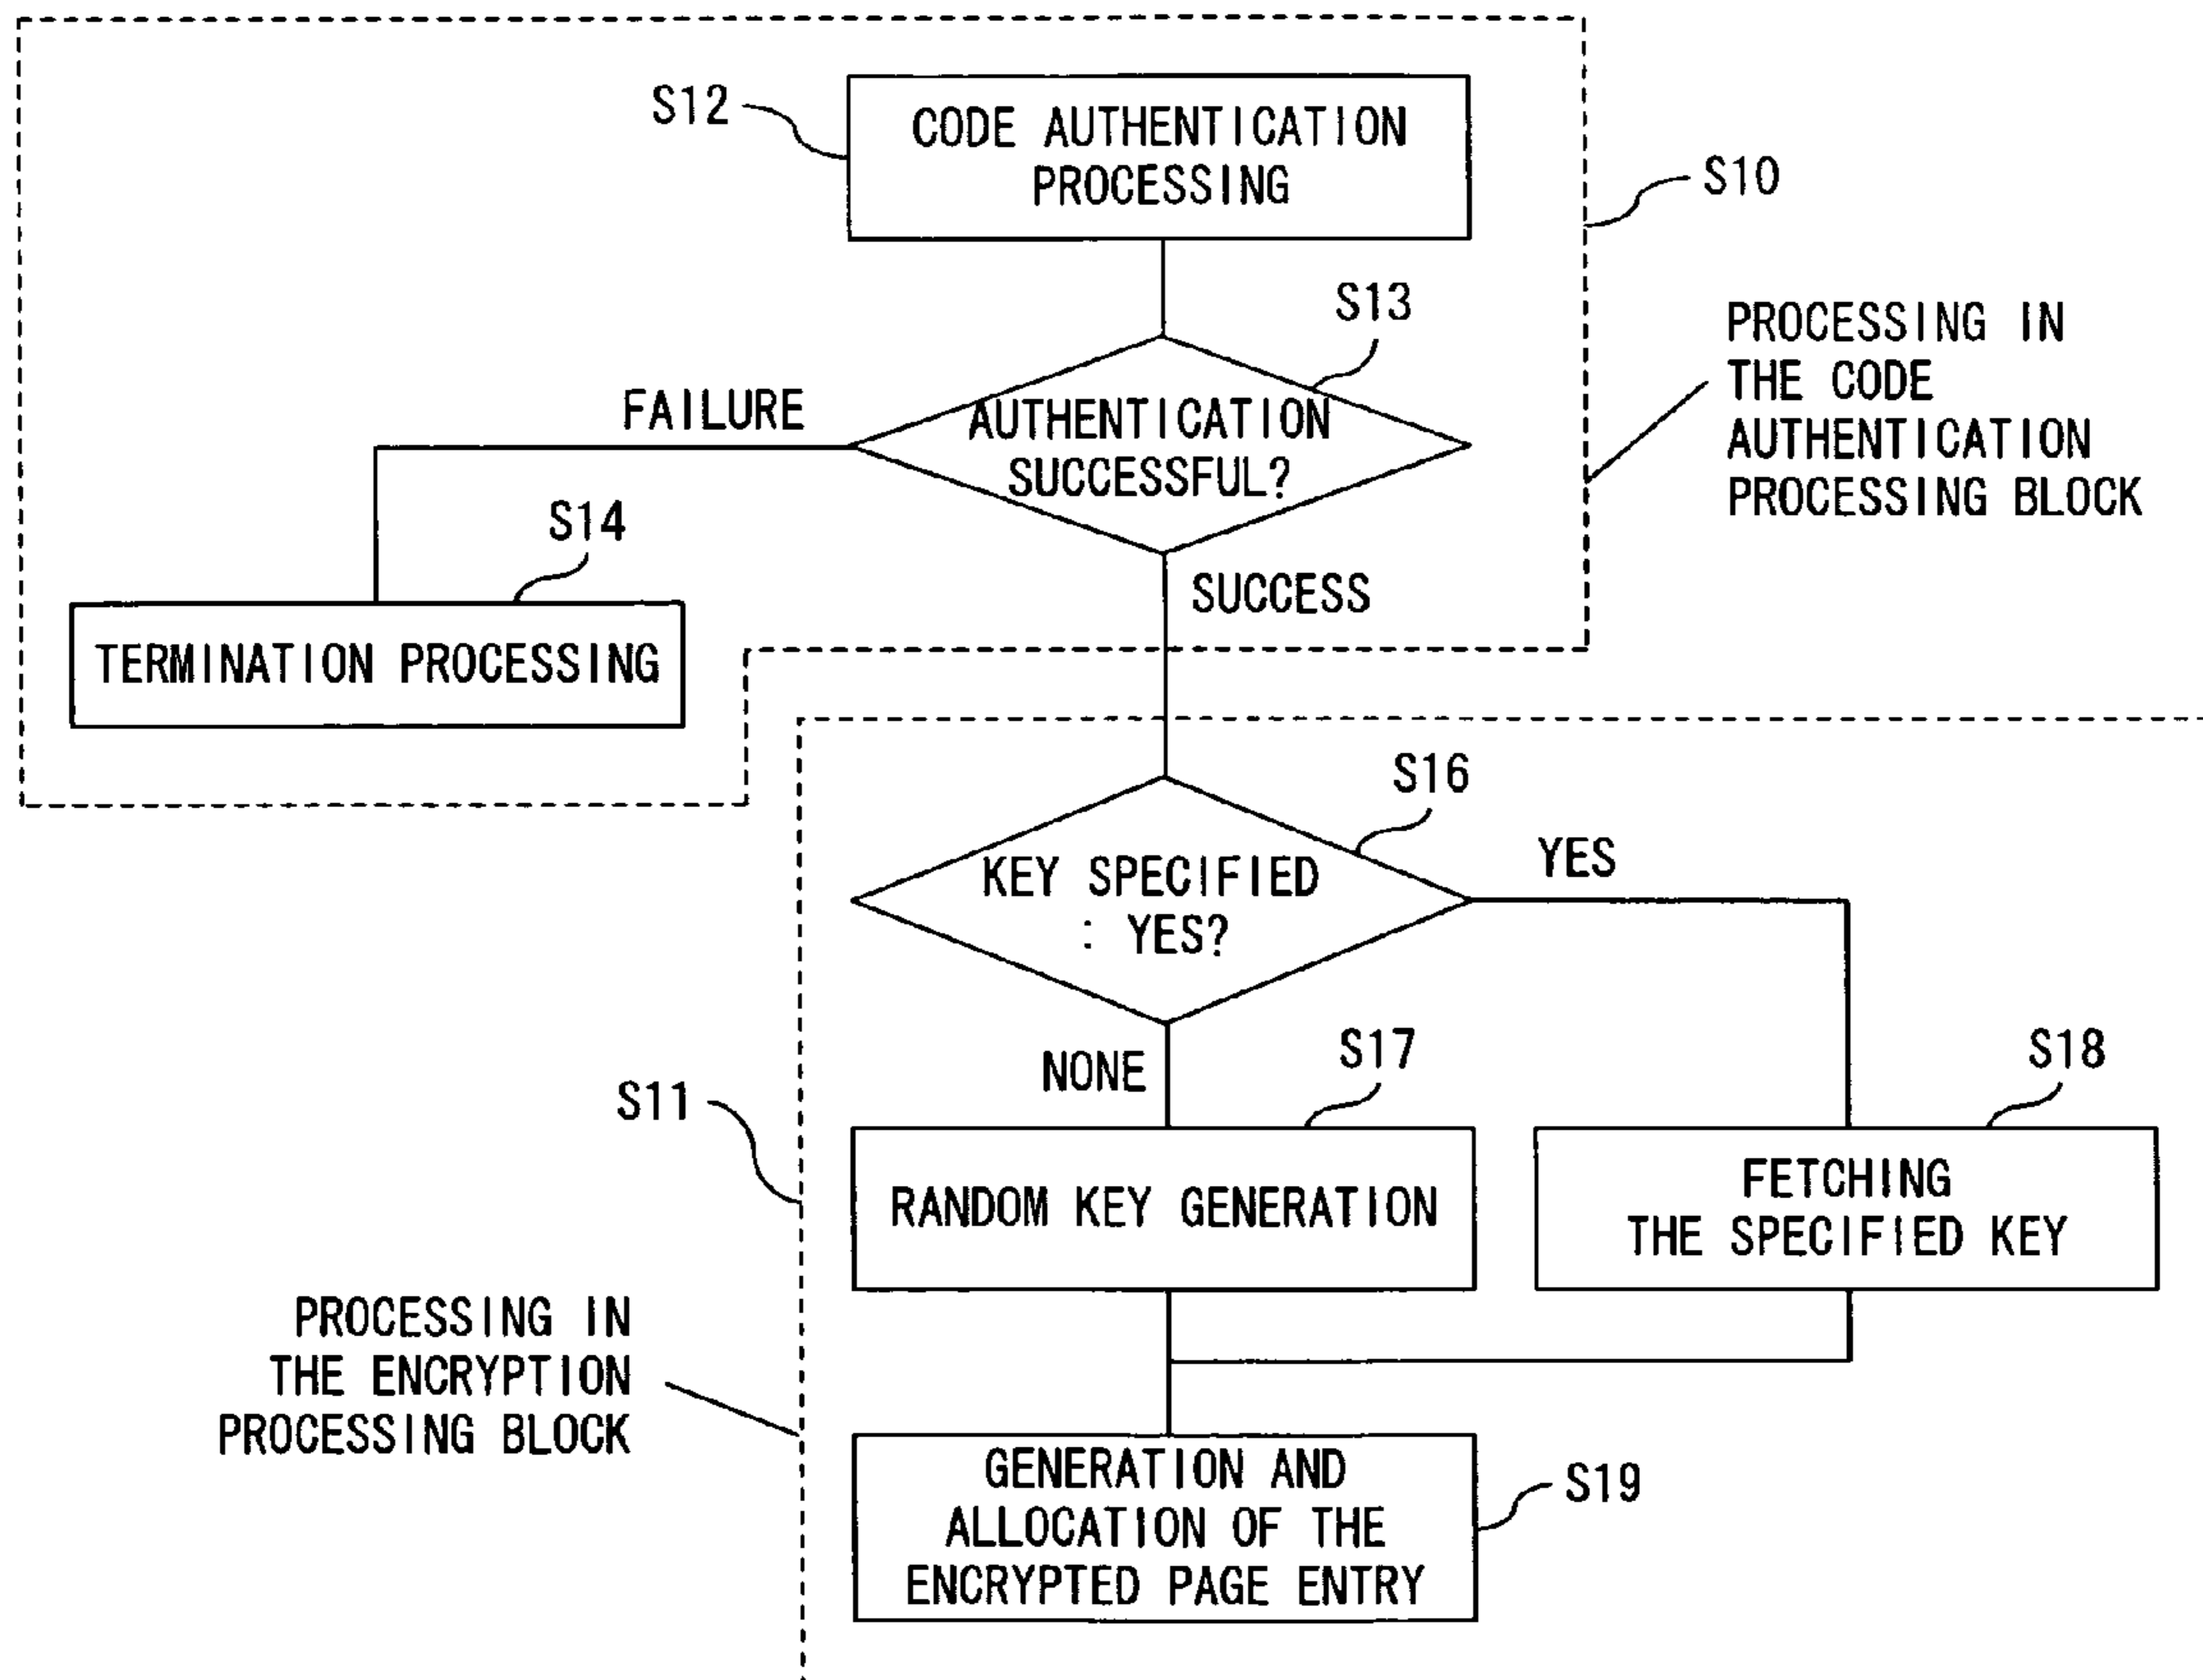 S12
CODE AUTHENTICATION
PROCESSING
S10
S13
PROCESSING IN
THE CODE
AUTHENTICATION
PROCESSING BLOCK
FAILURE
AUTHENTICATION
SUCCESSFUL?
S14
SUCCESS
TERMINATION PROCESSING
S16
YES
KEY SPECIFIED
: YES?
NONE
S17
S18
S11
RANDOM KEY GENERATION
FETCHING
THE SPECIFIED KEY
PROCESSING IN
THE ENCRYPTION
PROCESSING BLOCK
GENERATION AND
ALLOCATION OF THE
ENCRYPTED PAGE ENTRY
S19